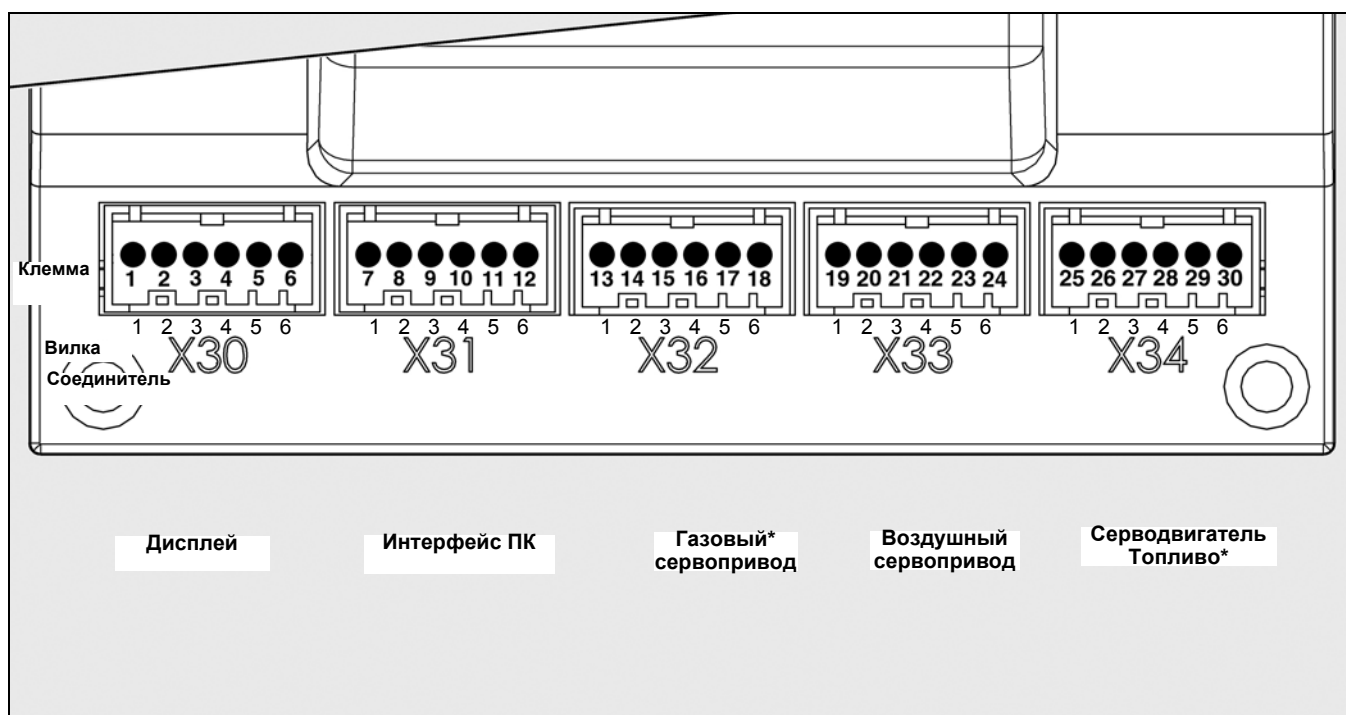 Клемма
1 2 3 4 5 6
7 8 9 10 11 12
13 14 15 16 17 18
19 20 21 22 23 24
25 26 27 28 29 30
1 2 3 4 5 6
1 2 3 4 5 6
1 2 3 4 5 6
1 2 3 4 5 6
1 2 3 4 5 6
Вилка
Соединитель
X30
X31
X32
X33
X34
Дисплей
Интерфейс ПК
Газовый*
сервопривод
Воздушный
сервопривод
Серводвигатель
Топливо*